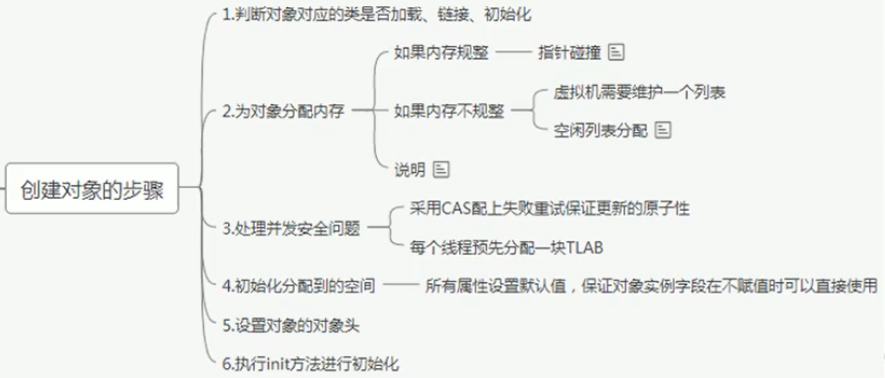 创建对象的步骤
1.判断对象对应的类是否加载、链接、初始化
2.为对象分配内存
如果内存规整
指针碰撞
如果内存不规整
虚拟机需要维护一个列表
空闲列表分配
说明
3.处理并发安全问题
采用CAS配上失败重试保证更新的原子性
每个线程预先分配一块TLAB
4.初始化分配到的空间
所有属性设置默认值，保证对象实例字段在不赋值时可以直接使用
5.设置对象的对象头
6.执行init方法进行初始化